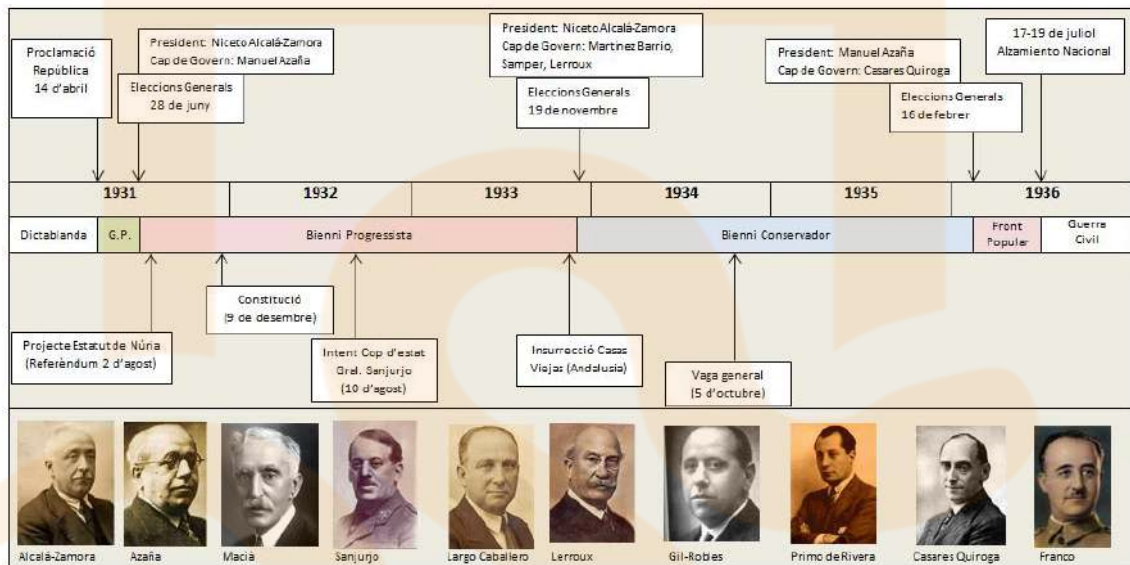 Proclamació
República
14 d'abril
President: Niceto Alcalá-Zamora
Cap de Govern: Manuel Azaña
Eleccions Generals
28 de juny
President: Niceto Alcalá-Zamora
Cap de Govern: Martinez Barrio,
Samper, Lerroux
Eleccions Generals
19 de novembre
President: Manuel Azaña
Cap de Govern: Casares Quiroga
Eleccions Generals
16 de febrer
17-19 de juliol
Alzamiento Nacional
1931
1932
1933
1934
1935
1936
Dictablanda
G.P.
Bienni Progressista
Bienni Conservador
Front
Popular
Guerra
Civil
Projecte Estatut de Núria
(Referèndum 2 d'agost)
Constitució
(9 de desembre)
Intent Cop d'estat
Gral. Sanjurjo
(10 d'agost)
Insurrecció Casas
Viejas (Andalusia)
Vaga general
(5 d'octubre)
Alcalá-Zamora
Azaña
Macià
Sanjurjo
Largo Caballero
Lerroux
Gil-Robles
Primo de Rivera
Casares Quiroga
Franco